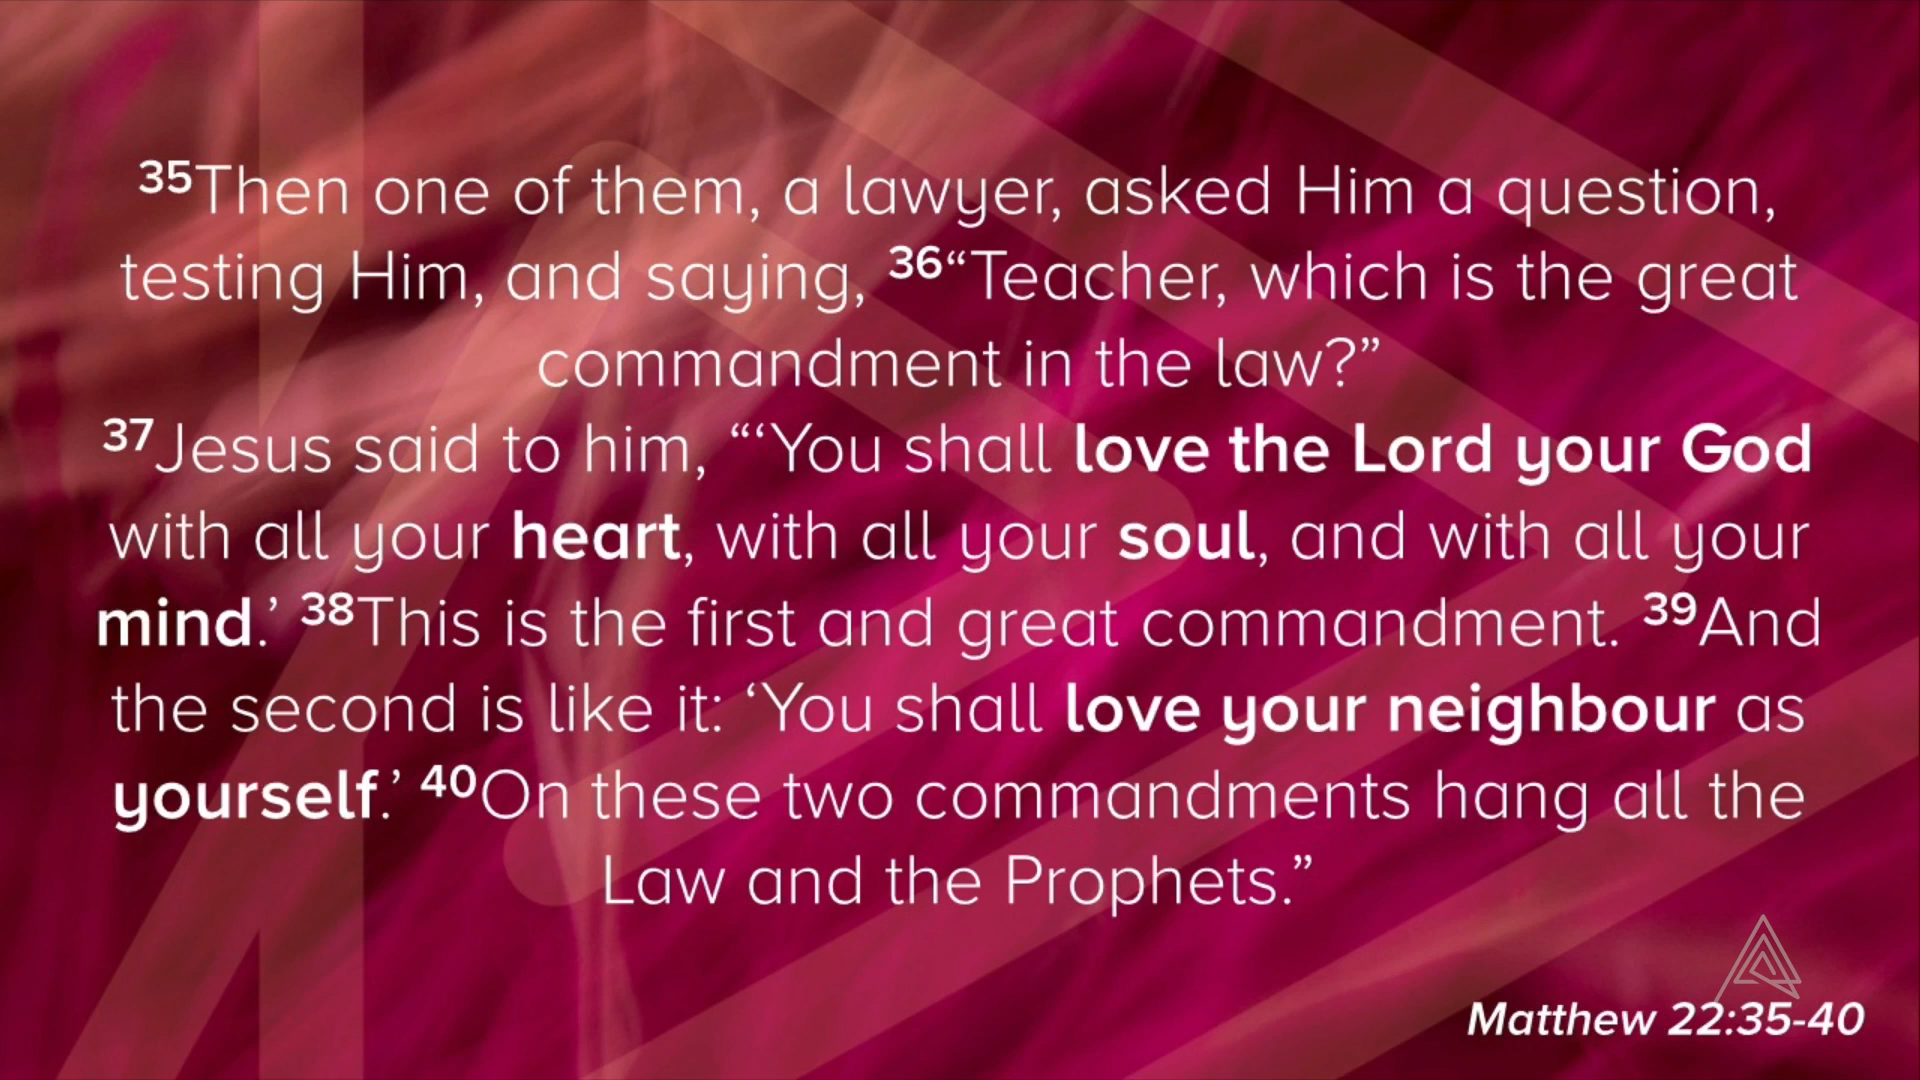 35Then one of them, a lawyer, asked Him a question,
testing Him, and saying, 36“Teacher, which is the great
commandment in the law?”
37Jesus said to him, “‘You shall love the Lord your God
with all your heart, with all your soul, and with all your
mind.’ 38This is the first and great commandment. 39And
the second is like it: ‘You shall love your neighbour as
yourself.’ 40On these two commandments hang all the
Law and the Prophets.”
Matthew 22:35-40